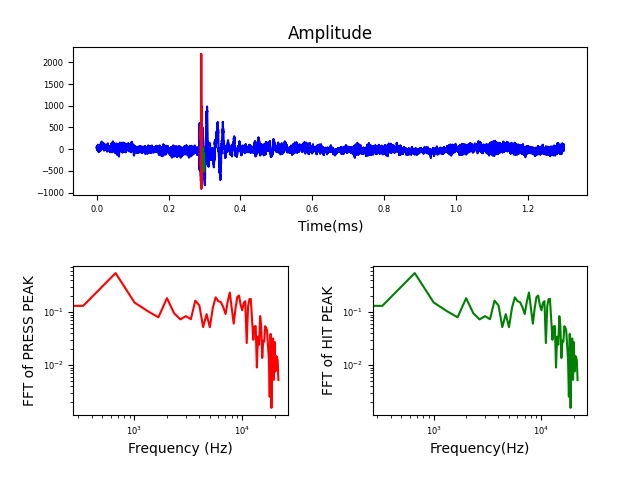 Amplitude
2000
1500
1000
500
0
−500
−1000
0.0 0.2 0.4 0.6 0.8 1.0 1.2
Time(ms)
FFT of PRESS PEAK
10⁻¹
10⁻²
10³ 10⁴
Frequency (Hz)
FFT of HIT PEAK
10⁻¹
10⁻²
10³ 10⁴
Frequency(Hz)